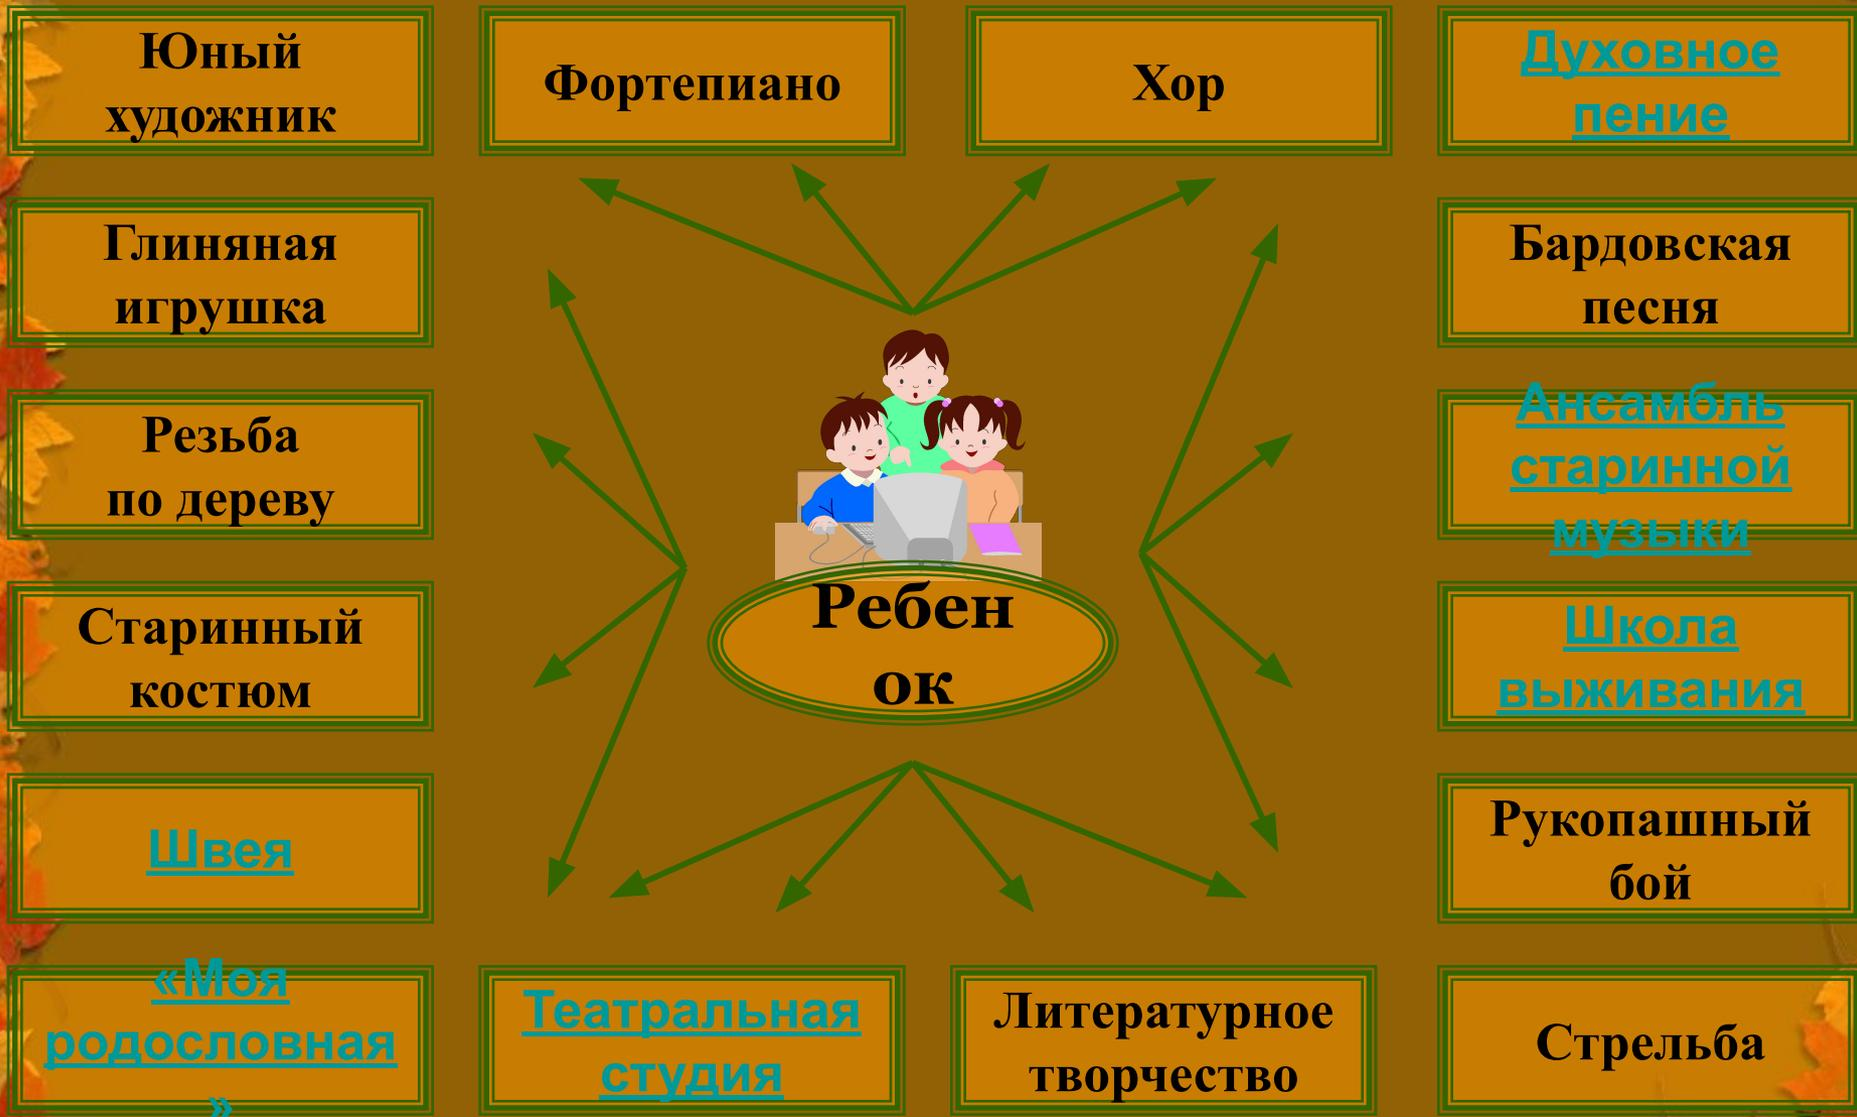 Юный
художник
Фортепиано
Хор
Духовное
пение
Глиняная
игрушка
Бардовская
песня
Резьба
по дереву
Ансамбль
старинной
музыки
Ребен
ок
Старинный
костюм
Школа
выживания
Швея
Рукопашный
бой
«Моя
родословная
»
Театральная
студия
Литературное
творчество
Стрельба